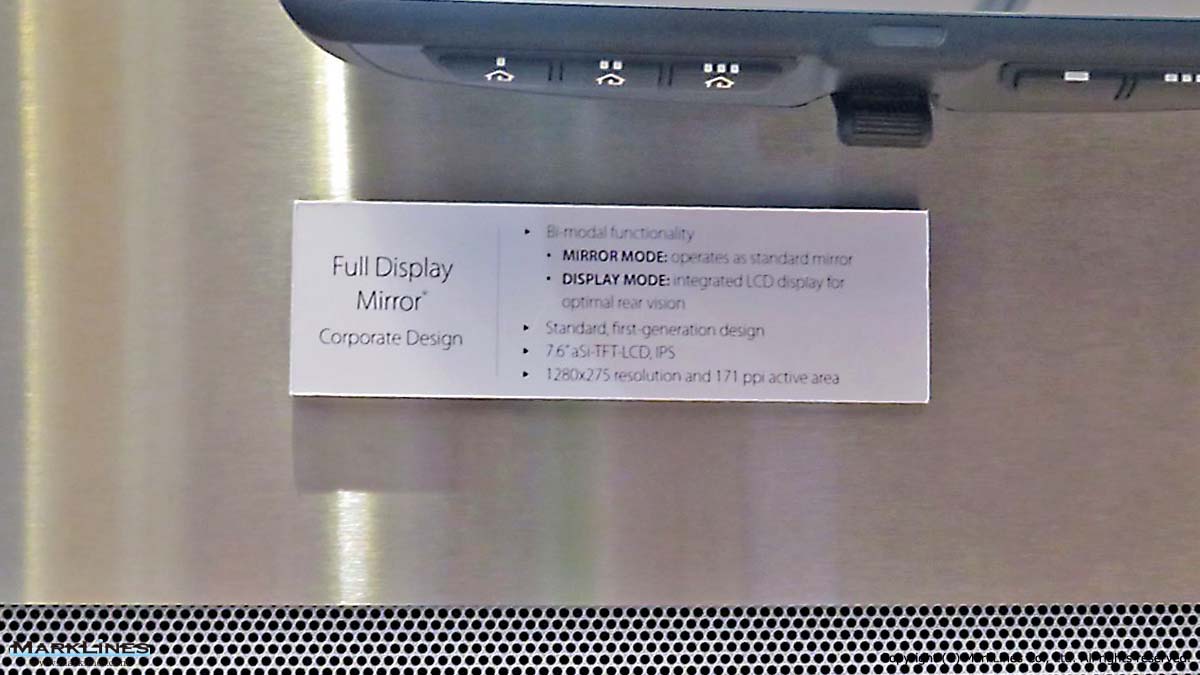 Full Display
Mirror*
Corporate Design
▸ Bi-modal functionality
• MIRROR MODE: operates as standard mirror
• DISPLAY MODE: integrated LCD display for
optimal rear vision
▸ Standard, first-generation design
▸ 7.6" aSi-TFT-LCD, IPS
▸ 1280x275 resolution and 171 ppi active area
MARKLINES